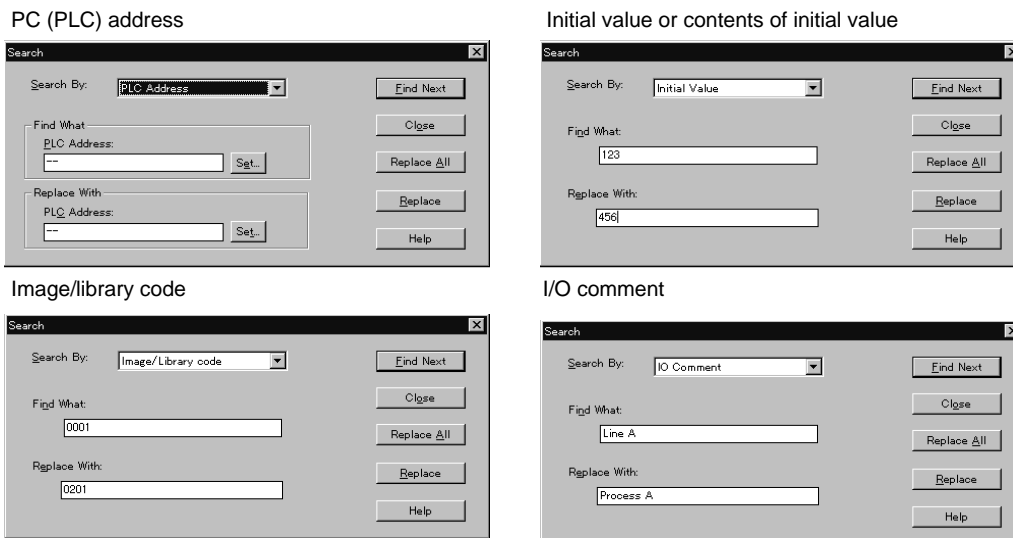 PC (PLC) address
Search
Search By: PLC Address
Find Next
Find What
PLC Address:
-- Set...
Close
Replace All
Replace With
PLC Address:
-- Set...
Replace
Help
Initial value or contents of initial value
Search
Search By: Initial Value
Find Next
Find What:
123
Close
Replace All
Replace With:
456
Replace
Help
Image/library code
Search
Search By: Image/Library code
Find Next
Find What:
0001
Close
Replace All
Replace With:
0201
Replace
Help
I/O comment
Search
Search By: IO Comment
Find Next
Find What:
Line A
Close
Replace All
Replace With:
Process A
Replace
Help